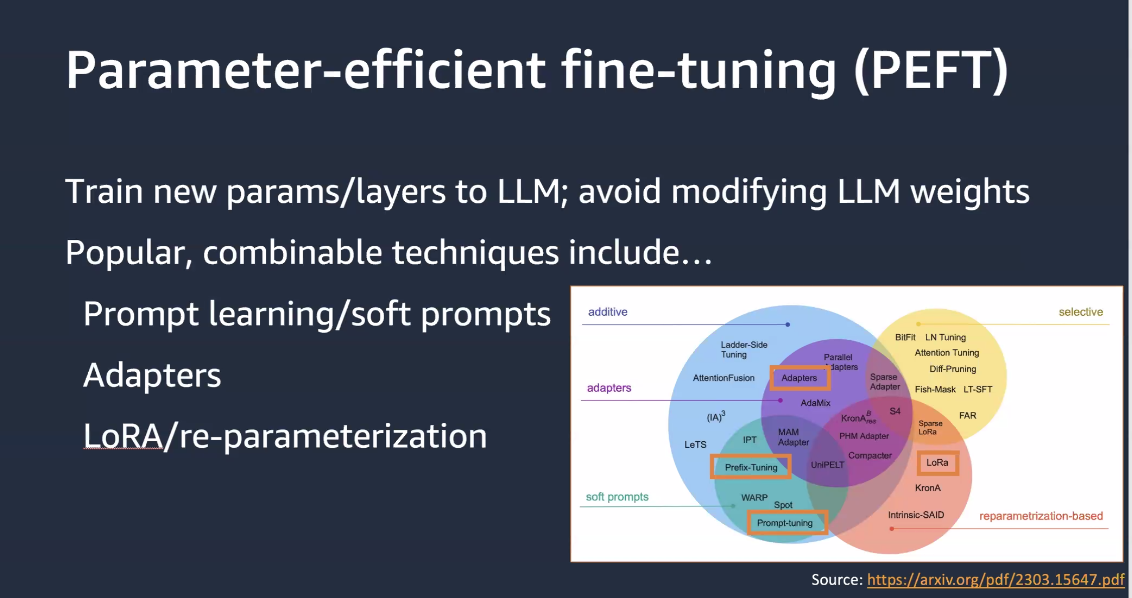 Parameter-efficient fine-tuning (PEFT)
Train new params/layers to LLM; avoid modifying LLM weights
Popular, combinable techniques include…
Prompt learning/soft prompts
Adapters
LoRA/re-parameterization
additive
selective
adapters
soft prompts
reparametrization-based
Ladder-Side
Tuning
AttentionFusion
(IA)³
LeTS
Parallel
Adapters
Adapters
AdaMix
Sparse
Adapter
BitFit LN Tuning
Attention Tuning
Diff-Pruning
Fish-Mask LT-SFT
FAR
S4
Sparse
LoRa
KronA^B_res
PHM Adapter
Compacter
MAM
Adapter
IPT
Prefix-Tuning
UniPELT
WARP
Spot
Prompt-tuning
LoRa
KronA
Intrinsic-SAID
Source: https://arxiv.org/pdf/2303.15647.pdf